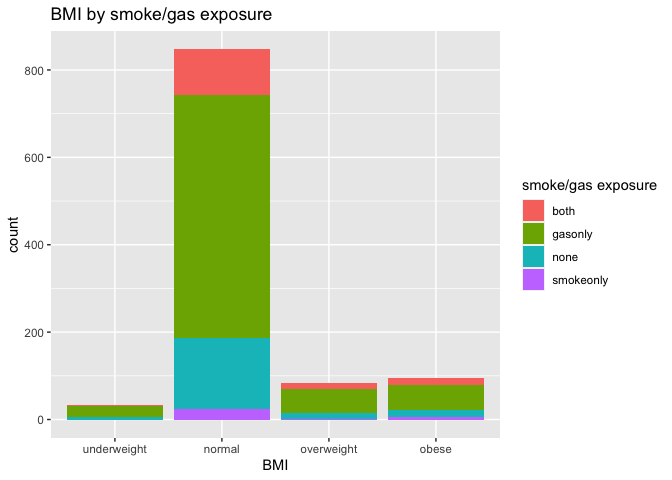 BMI by smoke/gas exposure
800
600
400
200
0
count
underweight normal overweight obese
BMI
smoke/gas exposure
both
gasonly
none
smokeonly